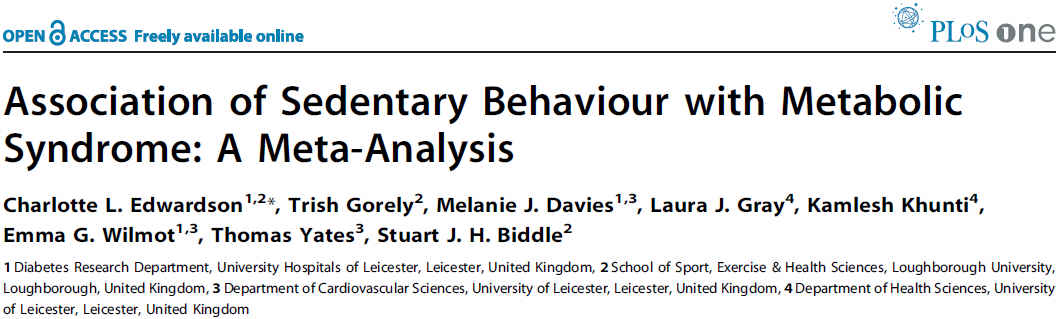 OPEN ACCESS Freely available online
PLoS one
Association of Sedentary Behaviour with Metabolic
Syndrome: A Meta-Analysis
Charlotte L. Edwardson1,2*, Trish Gorely2, Melanie J. Davies1,3, Laura J. Gray4, Kamlesh Khunti4,
Emma G. Wilmot1,3, Thomas Yates3, Stuart J. H. Biddle2
1 Diabetes Research Department, University Hospitals of Leicester, Leicester, United Kingdom, 2 School of Sport, Exercise & Health Sciences, Loughborough University,
Loughborough, United Kingdom, 3 Department of Cardiovascular Sciences, University of Leicester, Leicester, United Kingdom, 4 Department of Health Sciences, University
of Leicester, Leicester, United Kingdom